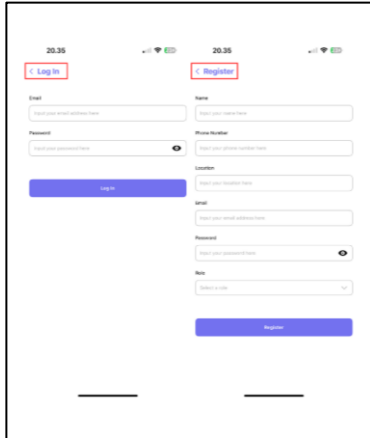 20.35
< Log In
Email
Input your email address here
Password
Input your password here
Log In
20.35
< Register
Name
Input your name here
Phone Number
Input your phone number here
Location
Input your location here
Email
Input your email address here
Password
Input your password here
Role
Select a role
Register